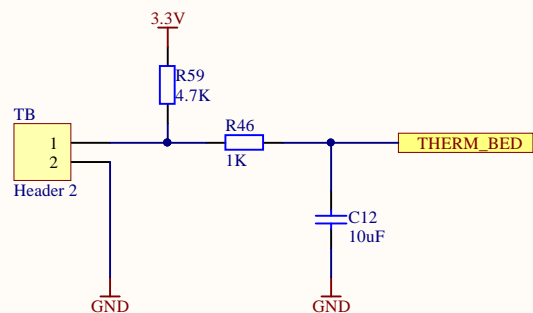 3.3V
R59
4.7K
TB
R46
1
THERM_BED
2
1K
Header 2
C12
10uF
GND
GND